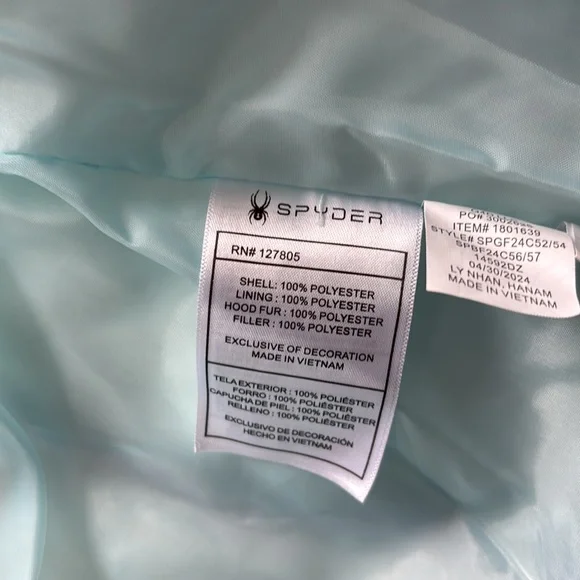 SPYDER
RN# 127805
SHELL: 100% POLYESTER
LINING : 100% POLYESTER
HOOD FUR : 100% POLYESTER
FILLER : 100% POLYESTER
EXCLUSIVE OF DECORATION
MADE IN VIETNAM
TELA EXTERIOR : 100% POLIÉSTER
FORRO : 100% POLIÉSTER
CAPUCHA DE PIEL : 100% POLIÉSTER
RELLENO : 100% POLIÉSTER
EXCLUSIVO DE DECORACIÓN
HECHO EN VIETNAM
PO#
ITEM# 1801639
STYLE# SPGF24C52/54
SPBF24C56/57
14592DZ
04/30/2024
LY NHAN, HANAM
MADE IN VIETNAM